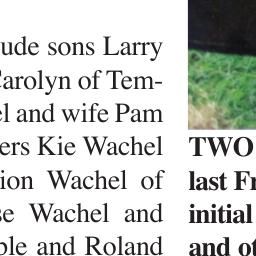 ude sons Larry
Carolyn of Tem-
el and wife Pam
ers Kie Wachel
ion Wachel of
se Wachel and
ble and Roland
TWO
last Fr
initial
and ot